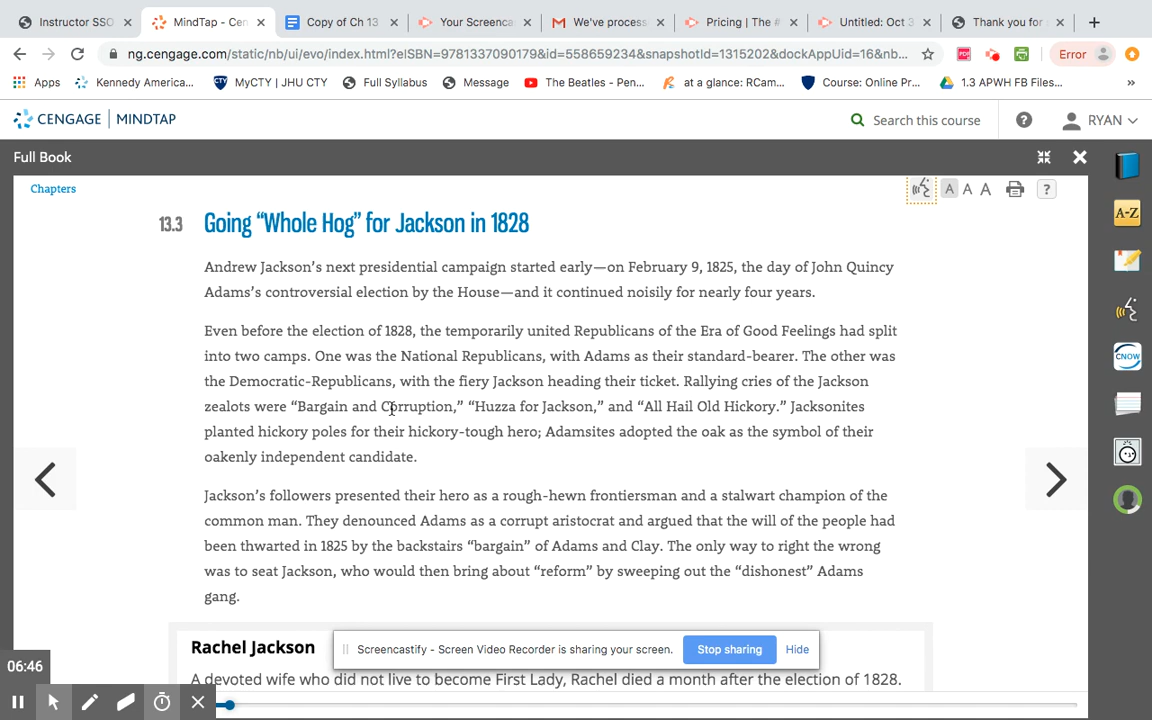 Instructor SSO
MindTap - Cen
Copy of Ch 13
Your Screencas
We've process
Pricing | The #
Untitled: Oct 3
Thank you for
ng.cengage.com/static/nb/ui/evo/index.html?eISBN=9781337090179&id=558659234&snapshotId=1315202&dockAppUid=16&nb...
Error
Apps
Kennedy America...
MyCTY | JHU CTY
Full Syllabus
Message
The Beatles - Pen...
at a glance: RCam...
Course: Online Pr...
1.3 APWH FB Files...
»
CENGAGE | MINDTAP
Search this course
?
RYAN
Full Book
Chapters
A A A
?
A-Z
CNOW
13.3 Going “Whole Hog” for Jackson in 1828
Andrew Jackson’s next presidential campaign started early—on February 9, 1825, the day of John Quincy
Adams’s controversial election by the House—and it continued noisily for nearly four years.
Even before the election of 1828, the temporarily united Republicans of the Era of Good Feelings had split
into two camps. One was the National Republicans, with Adams as their standard-bearer. The other was
the Democratic-Republicans, with the fiery Jackson heading their ticket. Rallying cries of the Jackson
zealots were “Bargain and Corruption,” “Huzza for Jackson,” and “All Hail Old Hickory.” Jacksonites
planted hickory poles for their hickory-tough hero; Adamsites adopted the oak as the symbol of their
oakenly independent candidate.
Jackson’s followers presented their hero as a rough-hewn frontiersman and a stalwart champion of the
common man. They denounced Adams as a corrupt aristocrat and argued that the will of the people had
been thwarted in 1825 by the backstairs “bargain” of Adams and Clay. The only way to right the wrong
was to seat Jackson, who would then bring about “reform” by sweeping out the “dishonest” Adams
gang.
Rachel Jackson
Screencastify - Screen Video Recorder is sharing your screen.
Stop sharing
Hide
06:46
A devoted wife who did not live to become First Lady, Rachel died a month after the election of 1828.